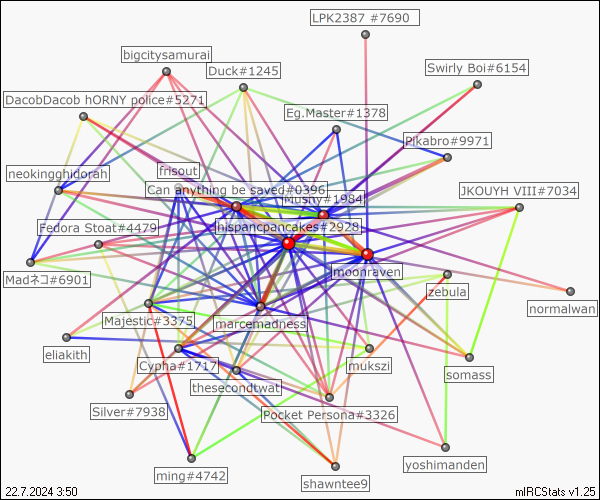 LPK2387 #7690
bigcitysamurai
Swirly Boi#6154
Duck#1245
DacobDacob hORNY police#5271
Eg.Master#1378
Pikabro#9971
frisout
neokingghidorah
Can anything be saved#0396
JKOUYH VIII#7034
Mushy#1984
Fedora Stoat#4479
hispancpancakes#2928
moonraven
Madネコ#6901
zebula
normalwan
Majestic#3375
marcemadness
eliakith
Cypha#1717
mukszi
somass
thesecondtwat
Silver#7938
Pocket Persona#3326
yoshimanden
ming#4742
shawntee9
22.7.2024 3:50
mIRCStats v1.25